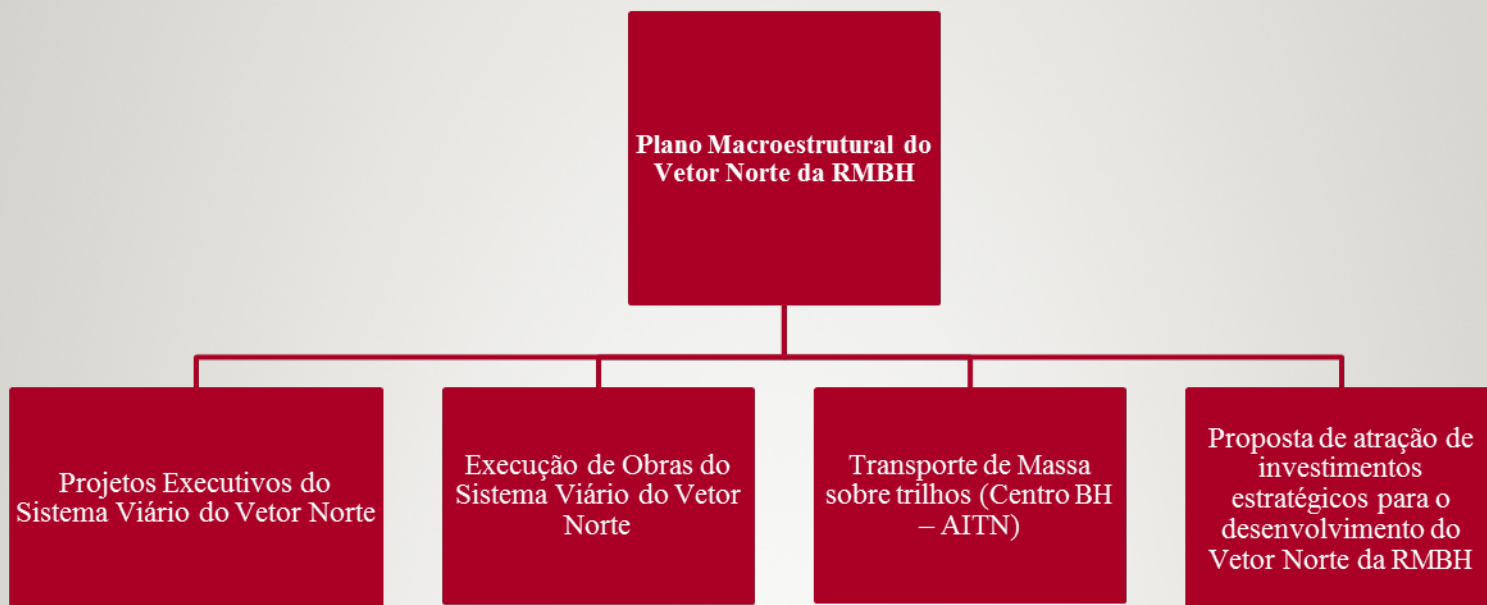 Plano Macroestrutural do
Vetor Norte da RMBH
Projetos Executivos do
Sistema Viário do Vetor Norte
Execução de Obras do
Sistema Viário do Vetor
Norte
Transporte de Massa
sobre trilhos (Centro BH
– AITN)
Proposta de atração de
investimentos
estratégicos para o
desenvolvimento do
Vetor Norte da RMBH